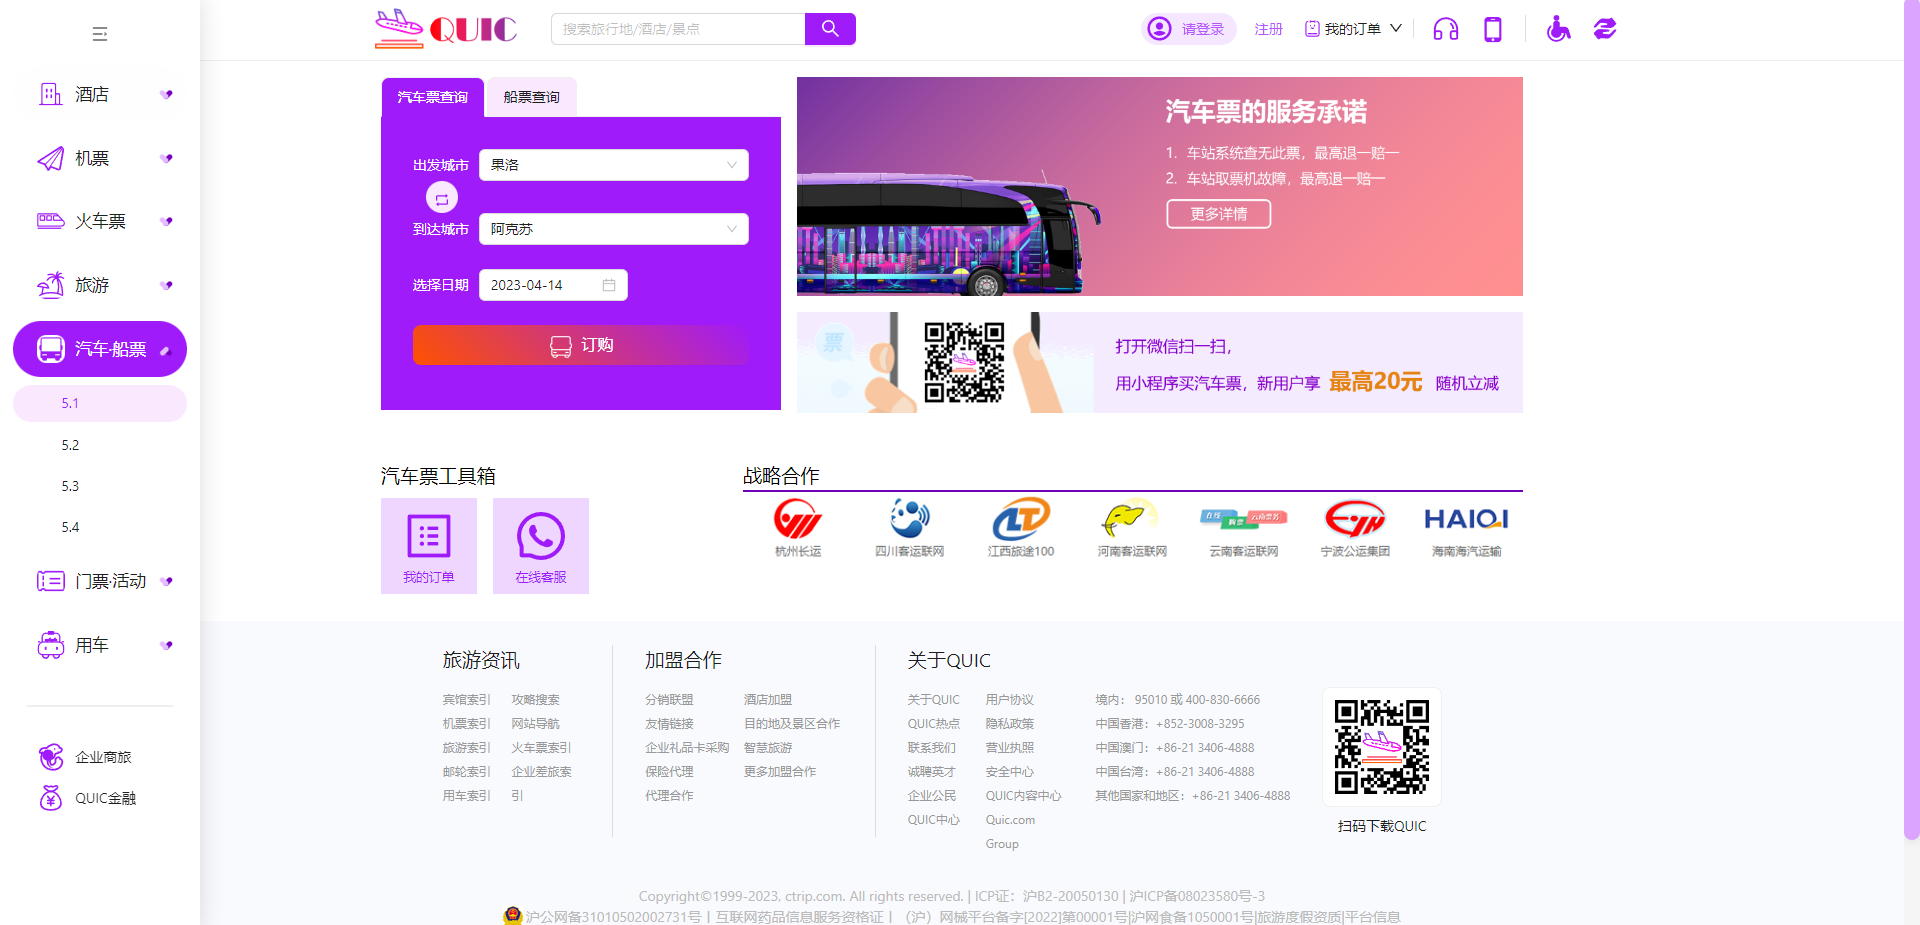 QUIC
搜索旅行地/酒店/景点
请登录
注册
我的订单
酒店
机票
火车票
旅游
汽车·船票
5.1
5.2
5.3
5.4
门票·活动
用车
企业商旅
QUIC金融
汽车票查询
船票查询
出发城市
果洛
到达城市
阿克苏
选择日期
2023-04-14
订购
汽车票的服务承诺
1. 车站系统查无此票，最高退一赔一
2. 车站取票机故障，最高退一赔一
更多详情
票
打开微信扫一扫，
用小程序买汽车票，新用户享 最高20元 随机立减
汽车票工具箱
我的订单
在线客服
战略合作
杭州长运
四川客运联网
江西旅途100
河南客运联网
在线 购票 云南票务
云南客运联网
宁波公运集团
HAIQI
海南海汽运输
旅游资讯
宾馆索引 攻略搜索
机票索引 网站导航
旅游索引 火车票索引
邮轮索引 企业差旅索
用车索引 引
加盟合作
分销联盟 酒店加盟
友情链接 目的地及景区合作
企业礼品卡采购 智慧旅游
保险代理 更多加盟合作
代理合作
关于QUIC
关于QUIC 用户协议
QUIC热点 隐私政策
联系我们 营业执照
诚聘英才 安全中心
企业公民 QUIC内容中心
QUIC中心 Quic.com
Group
境内： 95010 或 400-830-6666
中国香港：+852-3008-3295
中国澳门：+86-21 3406-4888
中国台湾：+86-21 3406-4888
其他国家和地区：+86-21 3406-4888
扫码下载QUIC
Copyright©1999-2023, ctrip.com. All rights reserved. | ICP证：沪B2-20050130 | 沪ICP备08023580号-3
沪公网备31010502002731号丨互联网药品信息服务资格证丨（沪）网械平台备字[2022]第00001号|沪网食备1050001号|旅游度假资质|平台信息